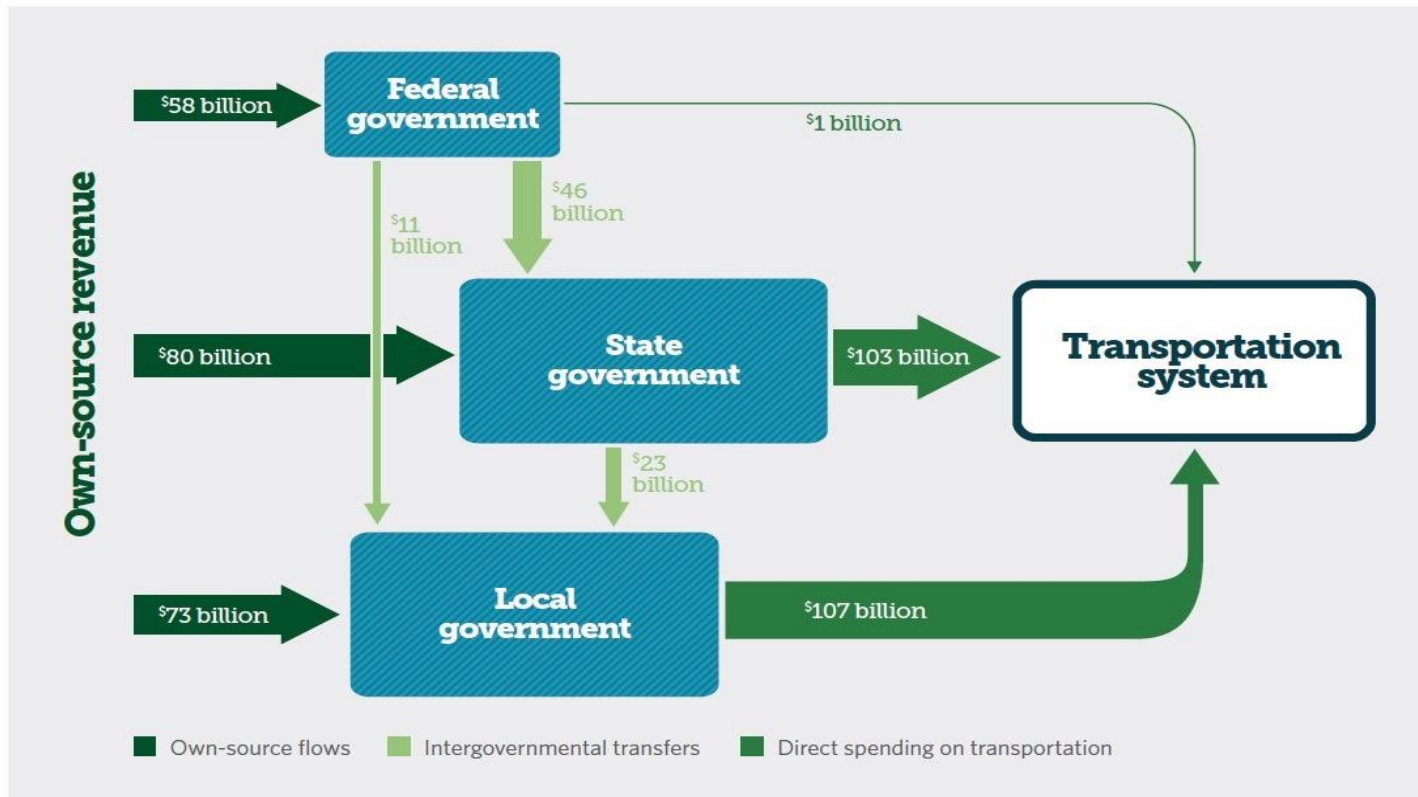 Own-source revenue
$58 billion
Federal
government
$1 billion
$11
billion
$46
billion
$80 billion
State
government
$103 billion
Transportation
system
$23
billion
$73 billion
Local
government
$107 billion
Own-source flows
Intergovernmental transfers
Direct spending on transportation